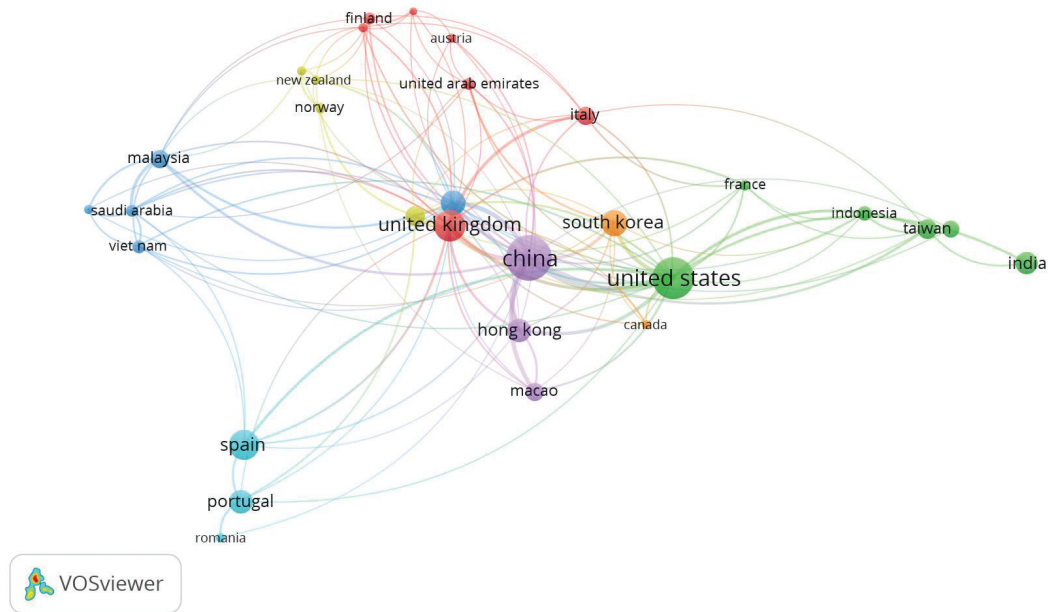 finland
austria
new zealand
united arab emirates
norway
italy
malaysia
france
saudi arabia
indonesia
united kingdom
south korea
taiwan
viet nam
china
india
united states
canada
hong kong
macao
spain
portugal
romania
VOSviewer